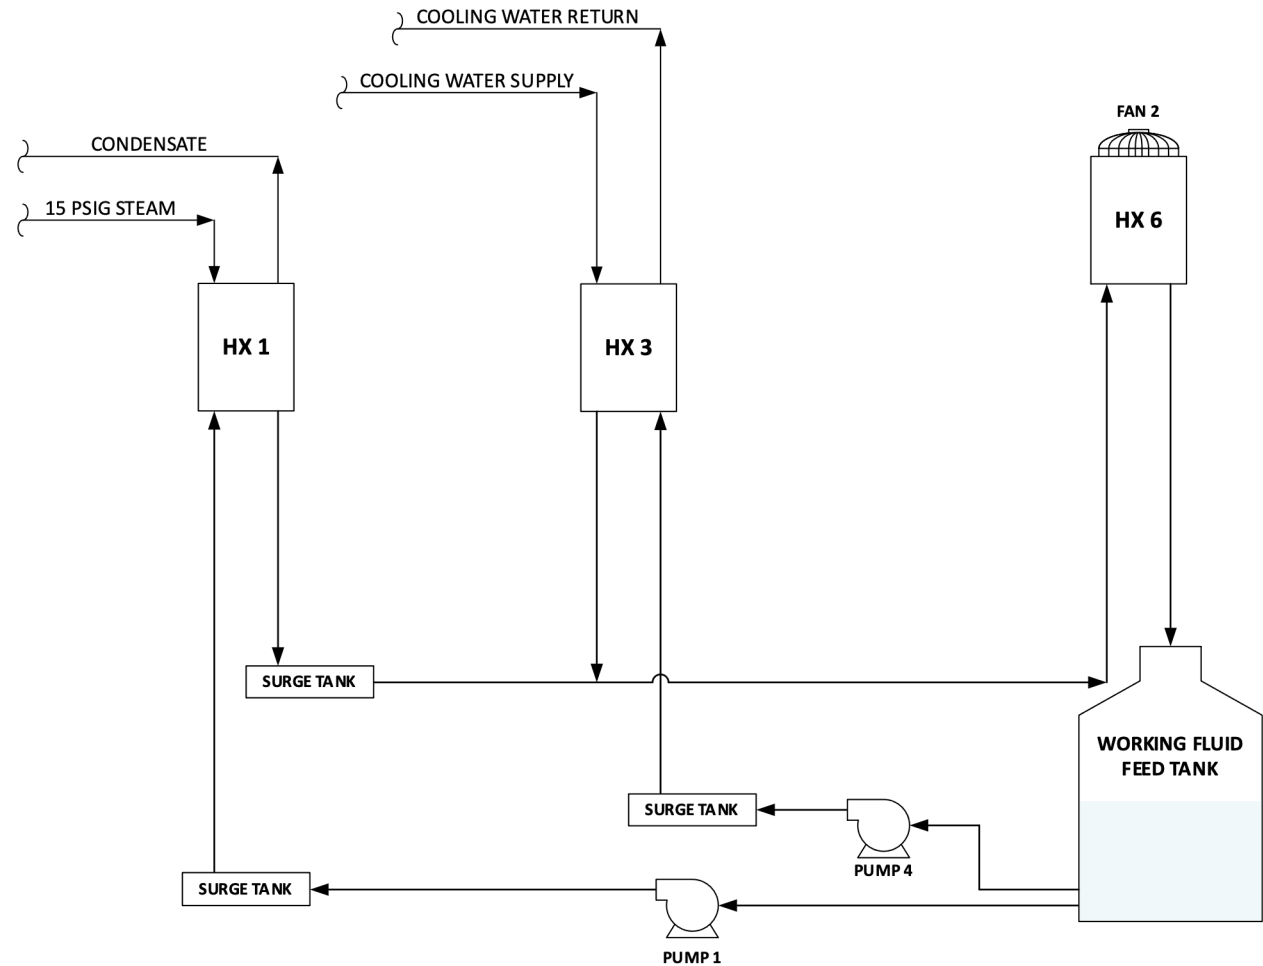 COOLING WATER RETURN
COOLING WATER SUPPLY
FAN 2
CONDENSATE
15 PSIG STEAM
HX 6
HX 1
HX 3
SURGE TANK
WORKING FLUID
FEED TANK
SURGE TANK
PUMP 4
SURGE TANK
PUMP 1